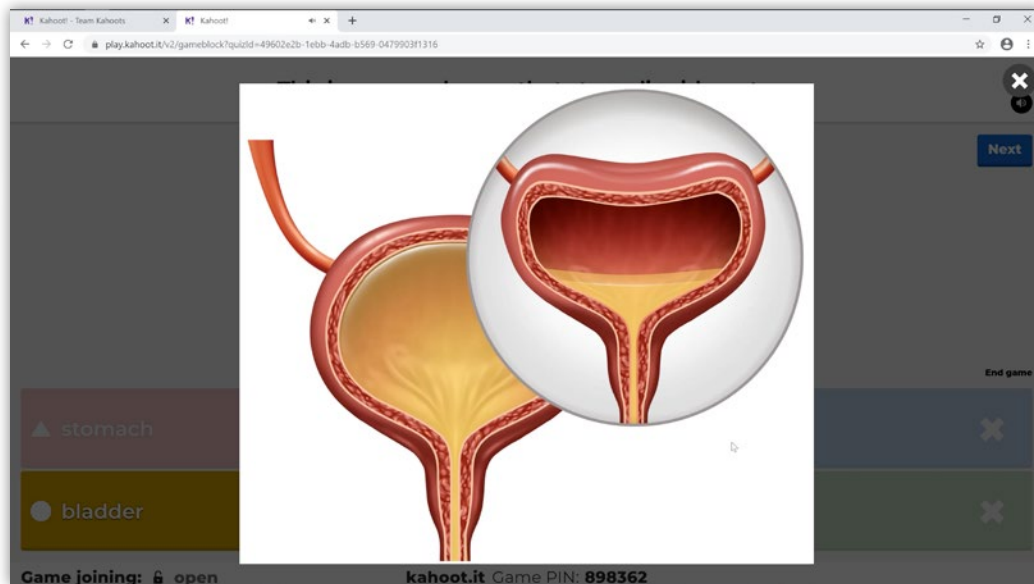 K! Kahoot! - Team Kahoots
K! Kahoot!
play.kahoot.it/v2/gameblock?quizId=49602e2b-1ebb-4adb-b569-0479903f1316
Next
End game
stomach
bladder
Game joining: open
kahoot.it Game PIN: 898362